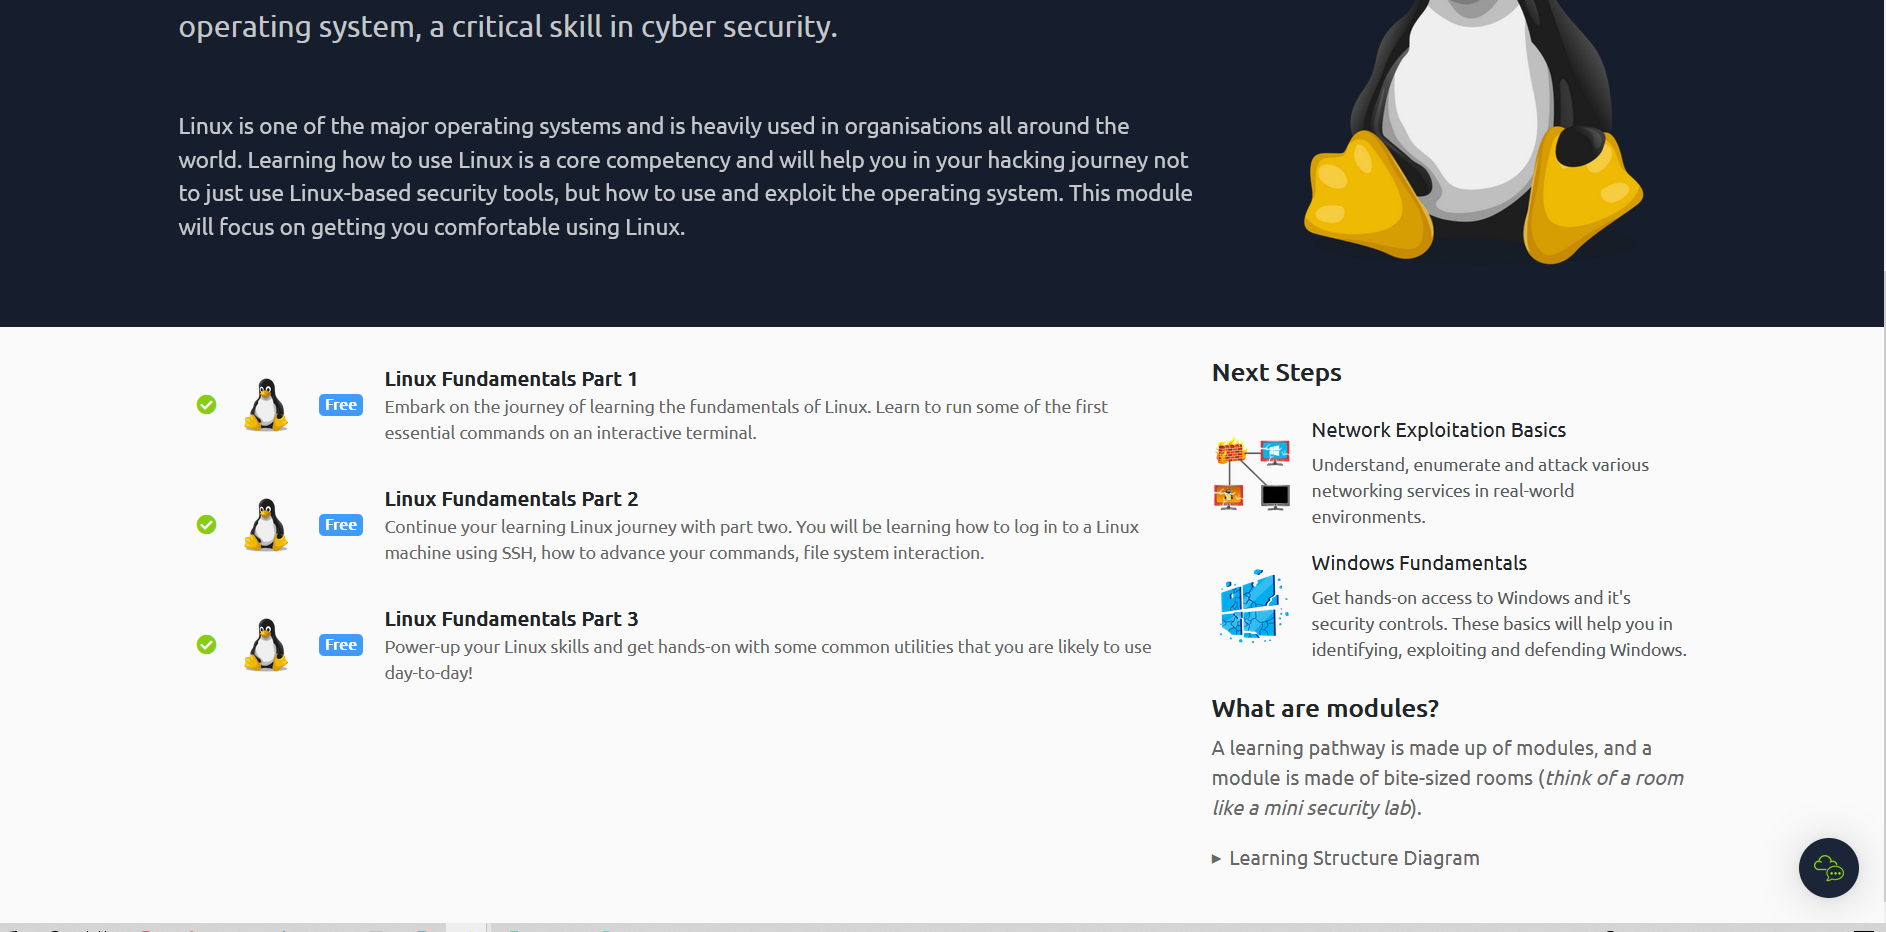 operating system, a critical skill in cyber security.
Linux is one of the major operating systems and is heavily used in organisations all around the
world. Learning how to use Linux is a core competency and will help you in your hacking journey not
to just use Linux-based security tools, but how to use and exploit the operating system. This module
will focus on getting you comfortable using Linux.
Linux Fundamentals Part 1
Free
Embark on the journey of learning the fundamentals of Linux. Learn to run some of the first
essential commands on an interactive terminal.
Linux Fundamentals Part 2
Free
Continue your learning Linux journey with part two. You will be learning how to log in to a Linux
machine using SSH, how to advance your commands, file system interaction.
Linux Fundamentals Part 3
Free
Power-up your Linux skills and get hands-on with some common utilities that you are likely to use
day-to-day!
Next Steps
Network Exploitation Basics
Understand, enumerate and attack various
networking services in real-world
environments.
Windows Fundamentals
Get hands-on access to Windows and it's
security controls. These basics will help you in
identifying, exploiting and defending Windows.
What are modules?
A learning pathway is made up of modules, and a
module is made of bite-sized rooms (think of a room
like a mini security lab).
Learning Structure Diagram